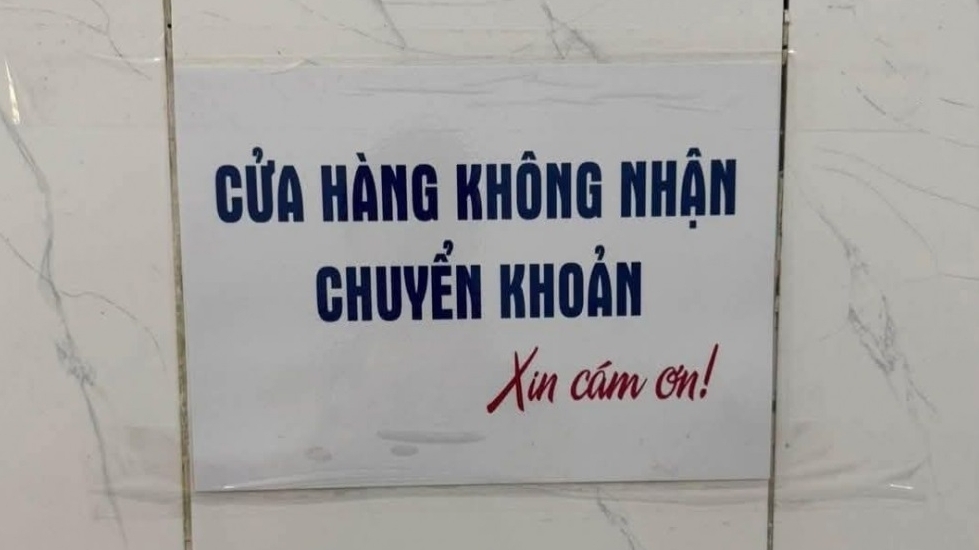 CỬA HÀNG KHÔNG NHẬN
CHUYỂN KHOẢN
Xin cám ơn!